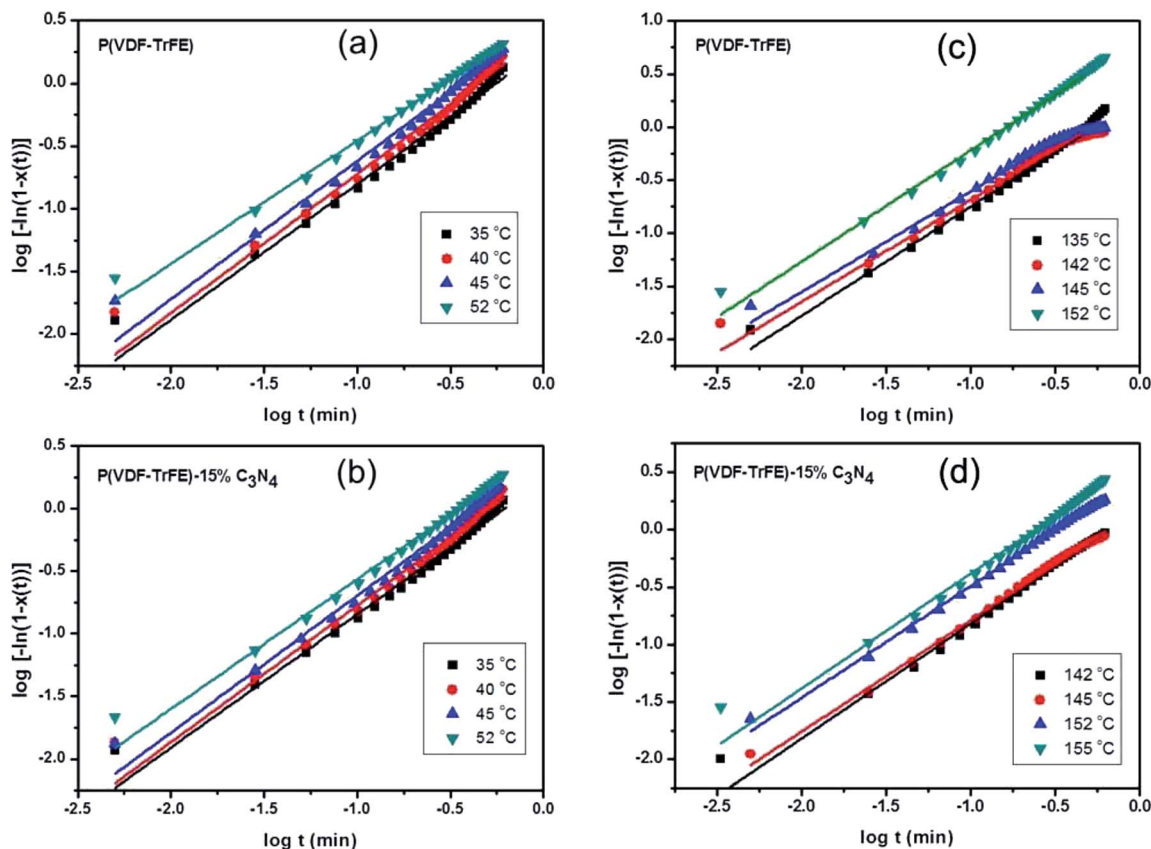 P(VDF-TrFE)
(a)
log [-ln(1-x(t))]
0.5
0.0
-0.5
-1.0
-1.5
-2.0
35 °C
40 °C
45 °C
52 °C
-2.5 -2.0 -1.5 -1.0 -0.5 0.0
log t (min)
P(VDF-TrFE)
(c)
log [-ln(1-x(t))]
1.0
0.5
0.0
-0.5
-1.0
-1.5
-2.0
-2.5
135 °C
142 °C
145 °C
152 °C
-2.5 -2.0 -1.5 -1.0 -0.5 0.0
log t (min)
P(VDF-TrFE)-15% C₃N₄
(b)
log [-ln(1-x(t))]
0.5
0.0
-0.5
-1.0
-1.5
-2.0
35 °C
40 °C
45 °C
52 °C
-2.5 -2.0 -1.5 -1.0 -0.5 0.0
log t (min)
P(VDF-TrFE)-15% C₃N₄
(d)
log [-ln(1-x(t))]
0.5
0.0
-0.5
-1.0
-1.5
-2.0
142 °C
145 °C
152 °C
155 °C
-2.5 -2.0 -1.5 -1.0 -0.5 0.0
log t (min)